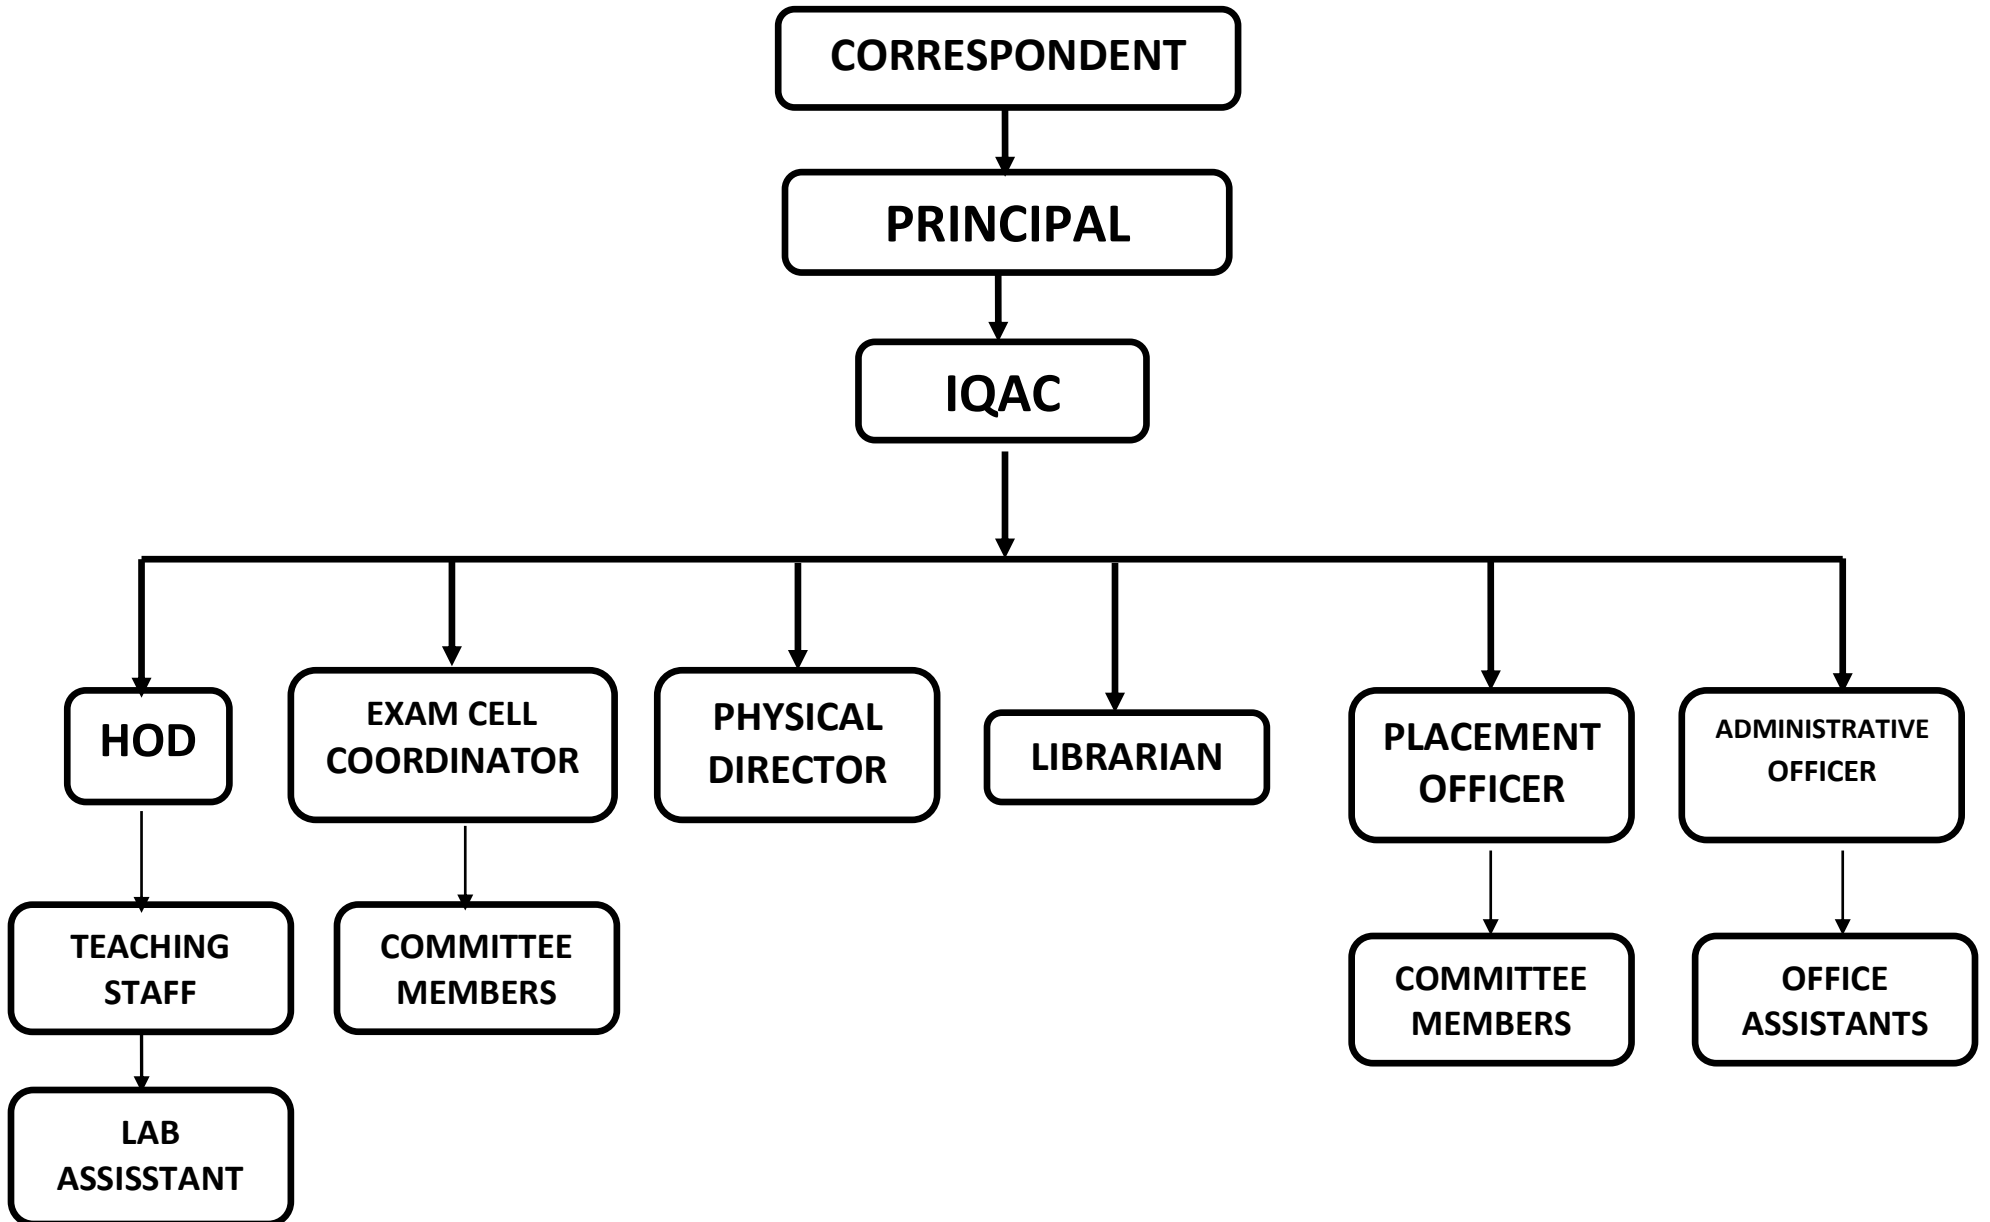 CORRESPONDENT
PRINCIPAL
IQAC
HOD
EXAM CELL
COORDINATOR
PHYSICAL
DIRECTOR
LIBRARIAN
PLACEMENT
OFFICER
ADMINISTRATIVE
OFFICER
TEACHING
STAFF
COMMITTEE
MEMBERS
COMMITTEE
MEMBERS
OFFICE
ASSISTANTS
LAB
ASSISSTANT